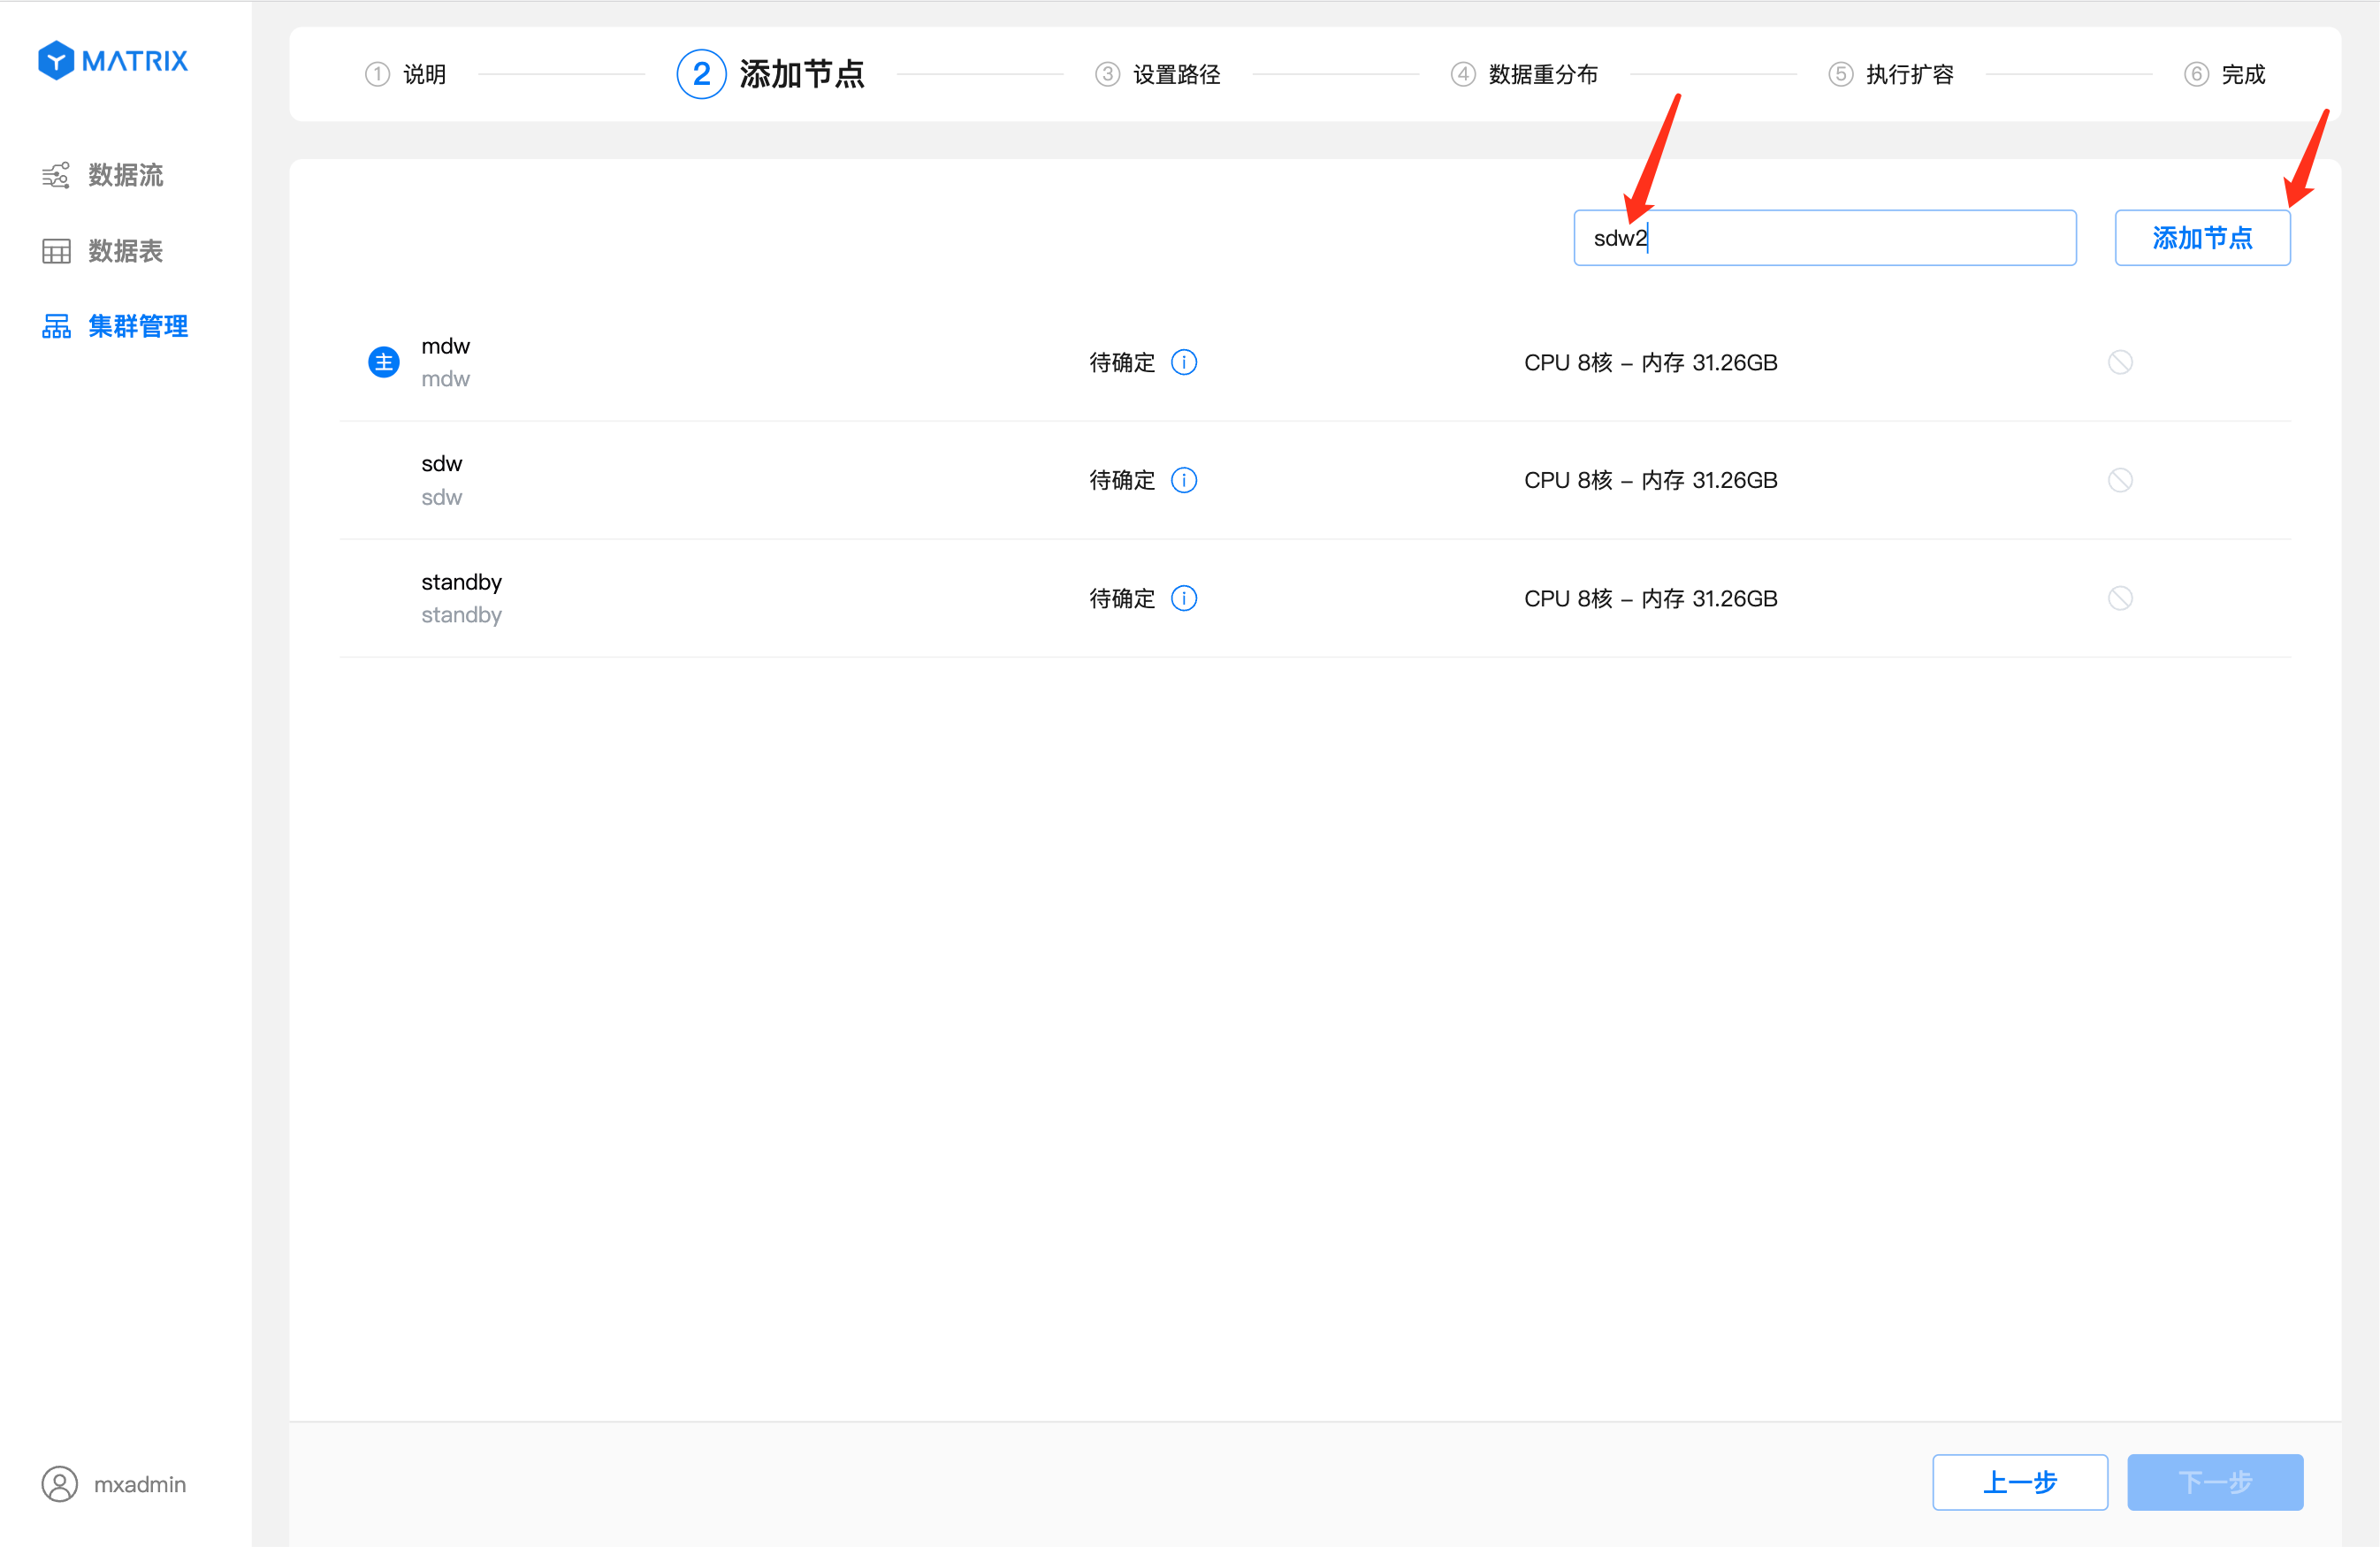 MATRIX
数据流
数据表
集群管理
mxadmin
1 说明
2 添加节点
3 设置路径
4 数据重分布
5 执行扩容
6 完成
sdw2
添加节点
主
mdw
mdw
待确定
CPU 8核 – 内存 31.26GB
sdw
sdw
待确定
CPU 8核 – 内存 31.26GB
standby
standby
待确定
CPU 8核 – 内存 31.26GB
上一步
下一步